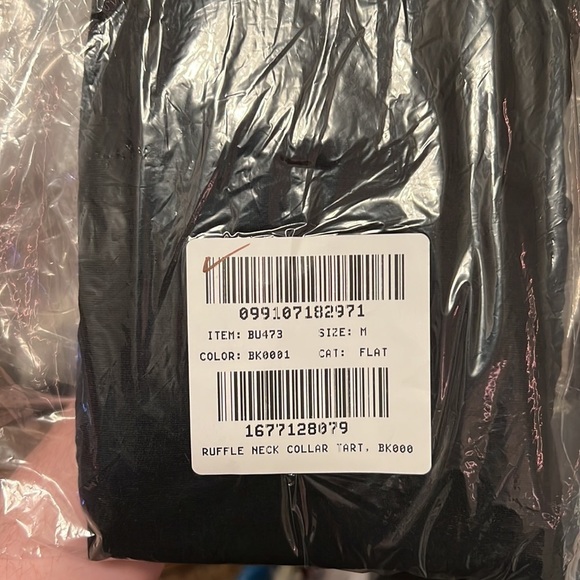 099107182971
ITEM: BU473 SIZE: M
COLOR: BK0001 CAT: FLAT
1677128079
RUFFLE NECK COLLAR TART, BK000